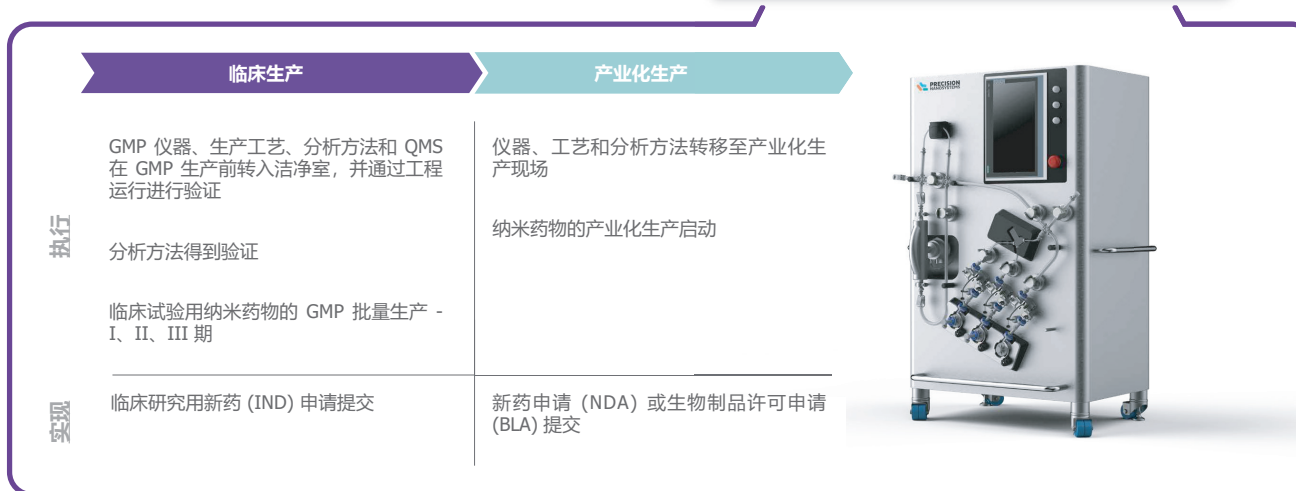 临床生产
产业化生产
GMP 仪器、生产工艺、分析方法和 QMS
在 GMP 生产前转入洁净室，并通过工程
运行进行验证
分析方法得到验证
临床试验用纳米药物的 GMP 批量生产 -
I、II、III 期
仪器、工艺和分析方法转移至产业化生
产现场
纳米药物的产业化生产启动
执行
临床研究用新药 (IND) 申请提交
新药申请 (NDA) 或生物制品许可申请
(BLA) 提交
实现
PRECISION
NANOSYSTEMS